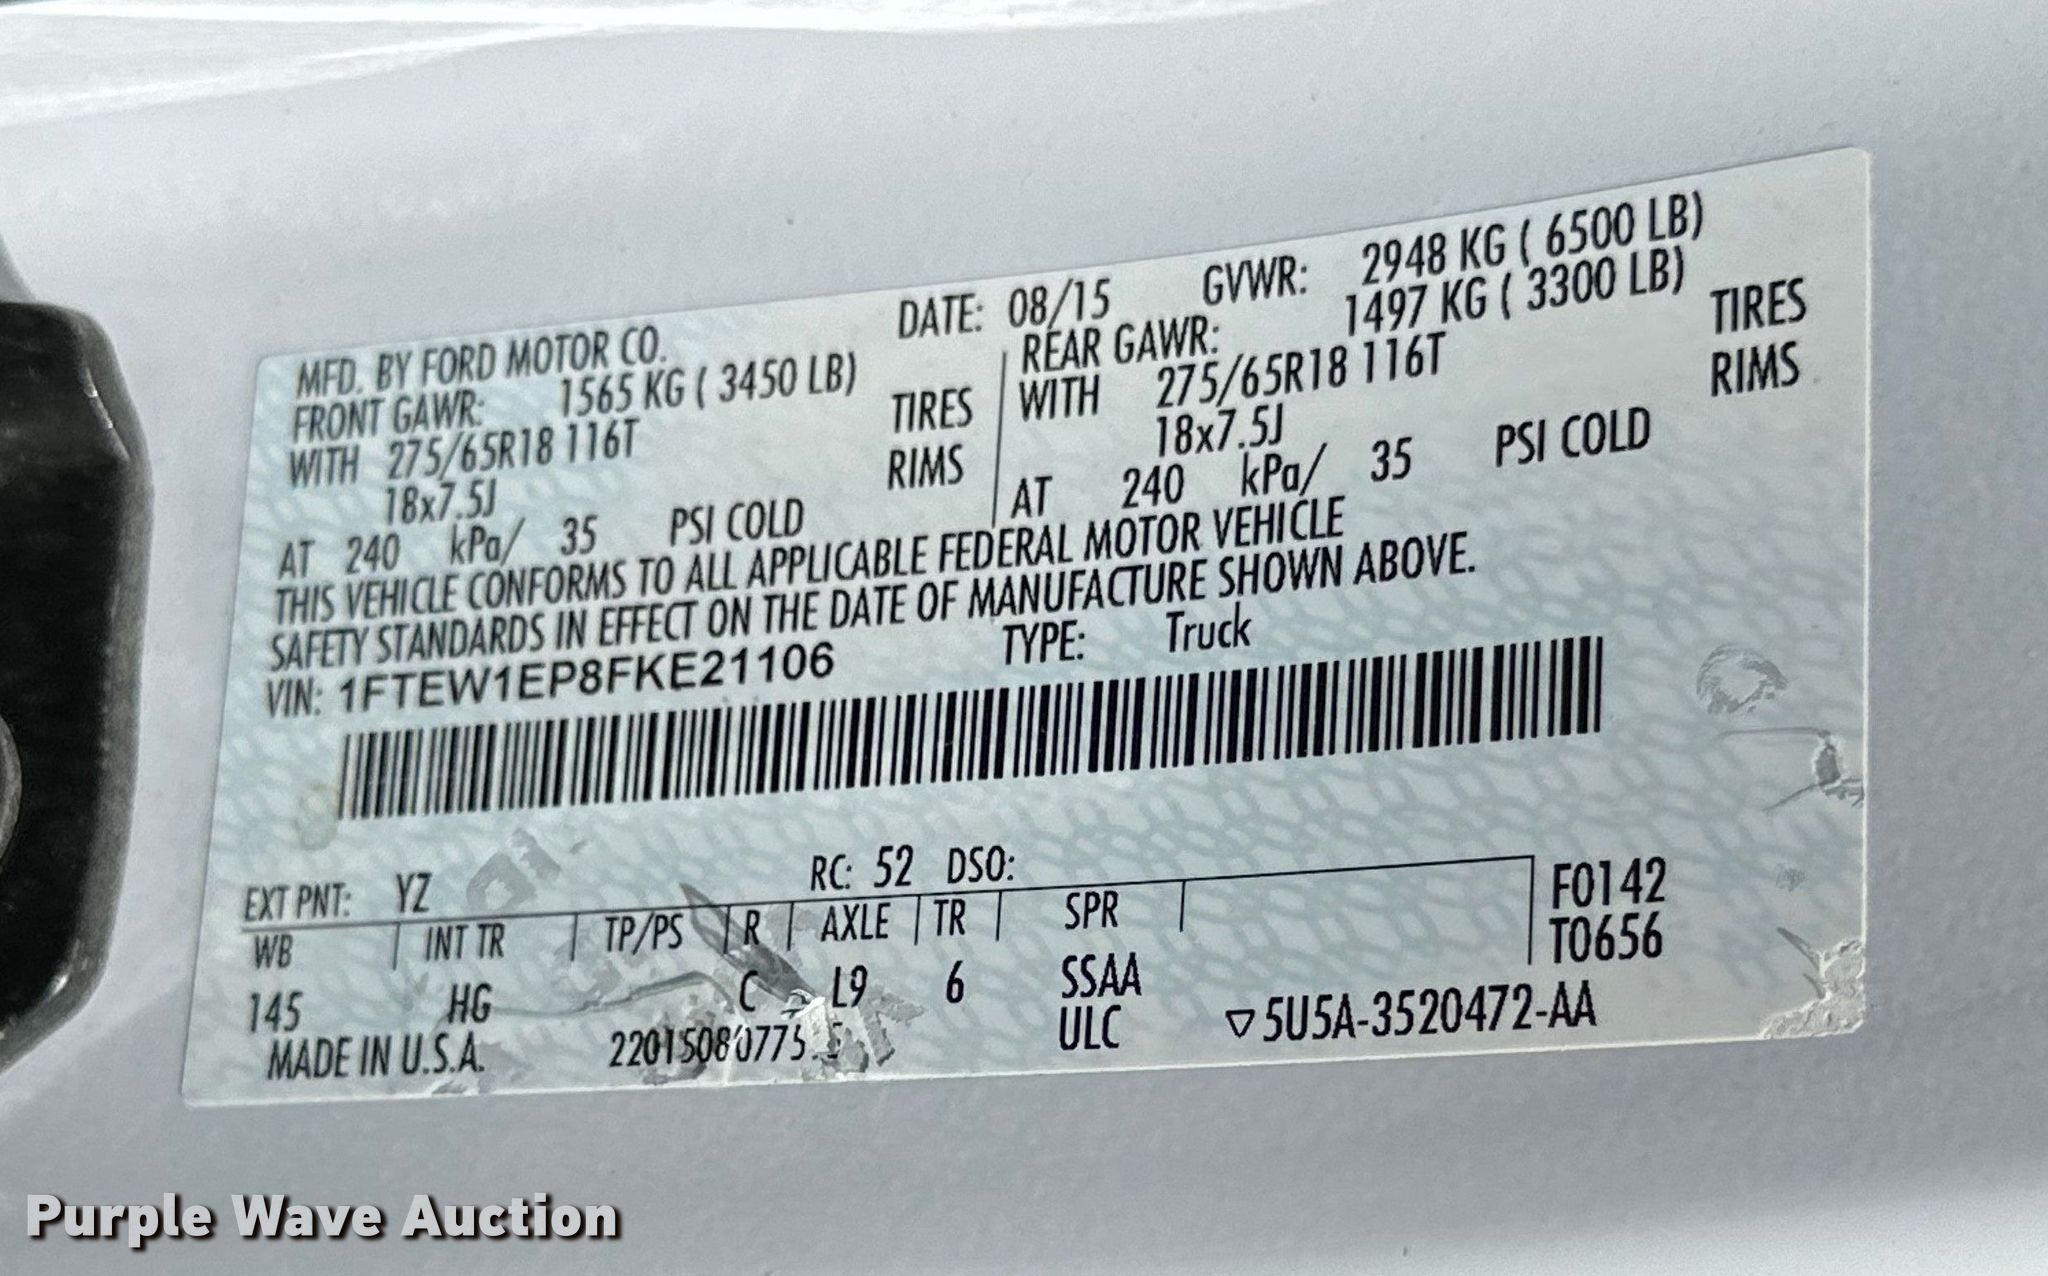 MFD. BY FORD MOTOR CO. DATE: 08/15 GVWR: 2948 KG ( 6500 LB)
FRONT GAWR: 1565 KG ( 3450 LB) REAR GAWR: 1497 KG ( 3300 LB)
WITH 275/65R18 116T TIRES WITH 275/65R18 116T TIRES
18x7.5J RIMS 18x7.5J RIMS
AT 240 kPa/ 35 PSI COLD AT 240 kPa/ 35 PSI COLD
THIS VEHICLE CONFORMS TO ALL APPLICABLE FEDERAL MOTOR VEHICLE
SAFETY STANDARDS IN EFFECT ON THE DATE OF MANUFACTURE SHOWN ABOVE.
VIN: 1FTEW1EP8FKE21106 TYPE: Truck
EXT PNT: YZ RC: 52 DSO:
WB INT TR TP/PS R AXLE TR SPR F0142
T0656
145 HG C L9 6 SSAA
ULC ▽5U5A-3520472-AA
MADE IN U.S.A.
Purple Wave Auction